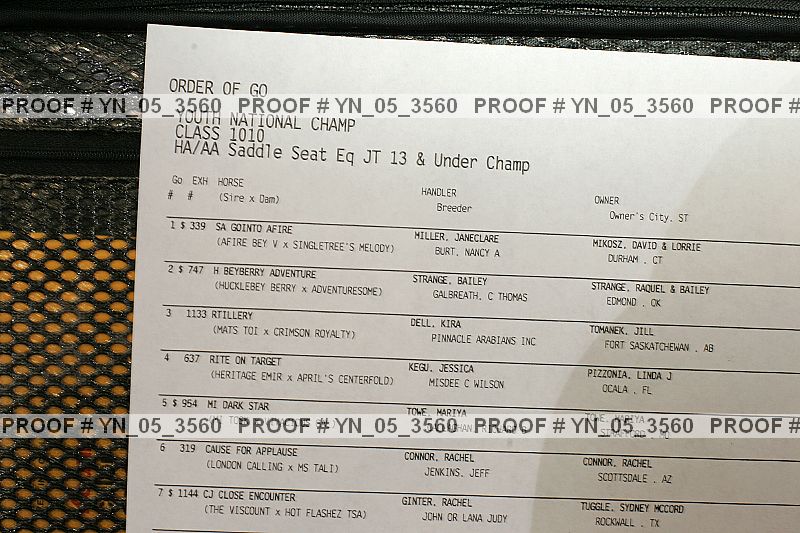 ORDER OF GO
PROOF # YN_05_3560 PROOF # YN_05_3560 PROOF # YN_05_3560 PROOF # YN_05_3560
YOUTH NATIONAL CHAMP
CLASS 1010
HA/AA Saddle Seat Eq JT 13 & Under Champ
Go EXH HORSE HANDLER OWNER
# # (Sire x Dam) Breeder Owner's City, ST
1 $ 339 SA GOINTO AFIRE MILLER, JANECLARE MIKOSZ, DAVID & LORRIE
(AFIRE BEY V x SINGLETREE'S MELODY) BURT, NANCY A DURHAM , CT
2 $ 747 H BEYBERRY ADVENTURE STRANGE, BAILEY STRANGE, RAQUEL & BAILEY
(HUCKLEBEY BERRY x ADVENTURESOME) GALBREATH, C THOMAS EDMOND , OK
3 1133 RTILLERY DELL, KIRA TOMANEK, JILL
(MATS TOI x CRIMSON ROYALTY) PINNACLE ARABIANS INC FORT SASKATCHEWAN , AB
4 637 RITE ON TARGET KEGU, JESSICA PIZZONIA, LINDA J
(HERITAGE EMIR x APRIL'S CENTERFOLD) MISDEE C WILSON OCALA , FL
5 $ 954 MI DARK STAR TOWE, MARIYA TOWE, MARIYA
PROOF # YN_05_3560 PROOF # YN_05_3560 PROOF # YN_05_3560 PROOF # YN_05_3560
6 319 CAUSE FOR APPLAUSE CONNOR, RACHEL CONNOR, RACHEL
(LONDON CALLING x MS TALI) JENKINS, JEFF SCOTTSDALE , AZ
7 $ 1144 CJ CLOSE ENCOUNTER GINTER, RACHEL TUGGLE, SYDNEY MCCORD
(THE VISCOUNT x HOT FLASHEZ TSA) JOHN OR LANA JUDY ROCKWALL , TX